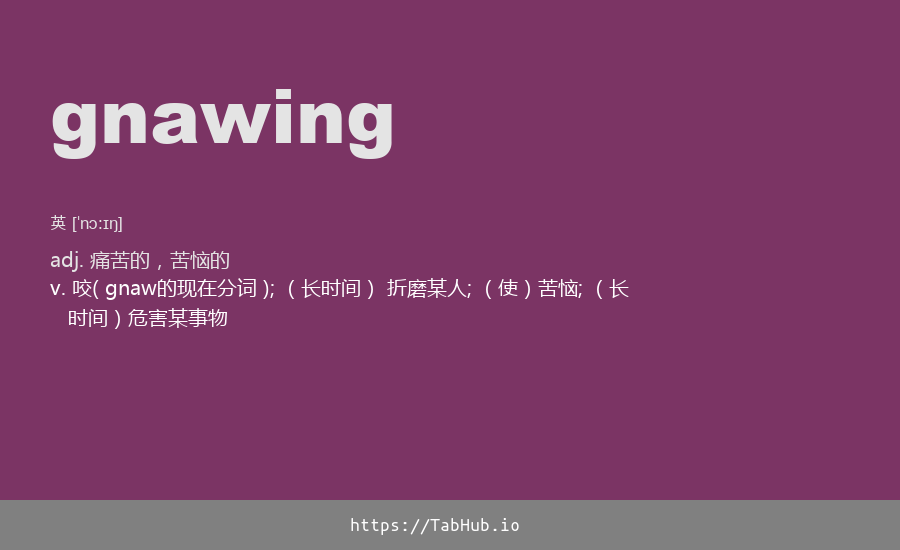 gnawing
英 [ˈnɔːɪŋ]
adj. 痛苦的，苦恼的
v. 咬( gnaw的现在分词 ); （长时间） 折磨某人; （使）苦恼; （长
时间）危害某事物
https://TabHub.io